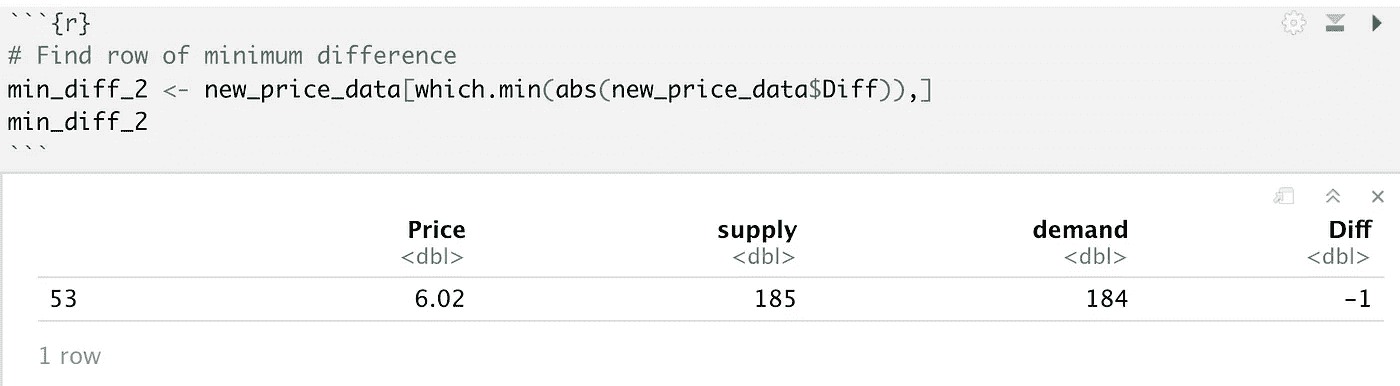 ```{r}
# Find row of minimum difference
min_diff_2 <- new_price_data[which.min(abs(new_price_data$Diff)),]
min_diff_2
```
Price supply demand Diff
<dbl> <dbl> <dbl> <dbl>
53 6.02 185 184 -1
1 row